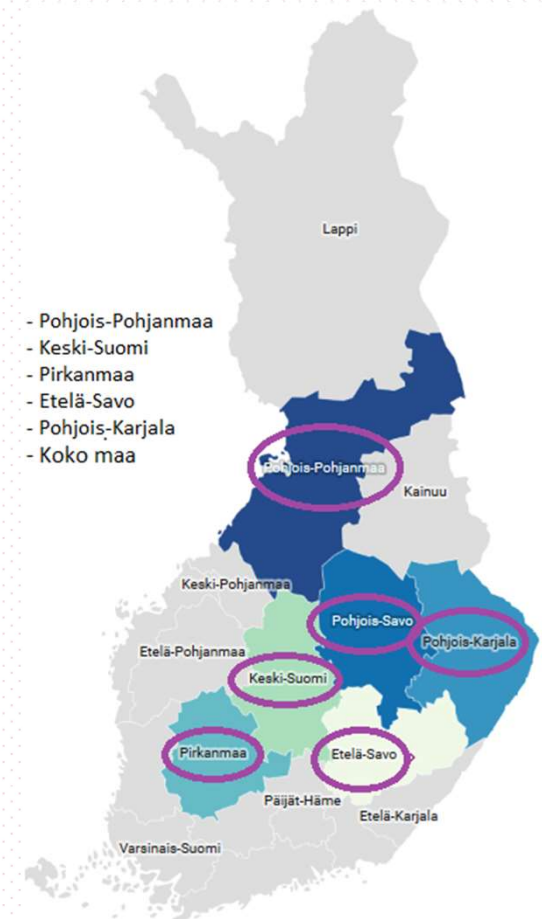 Lappi
- Pohjois-Pohjanmaa
- Keski-Suomi
- Pirkanmaa
- Etelä-Savo
- Pohjois-Karjala
- Koko maa
Pohjois-Pohjanmaa
Kainuu
Keski-Pohjanmaa
Pohjois-Savo
Pohjois-Karjala
Etelä-Pohjanmaa
Keski-Suomi
Pirkanmaa
Etelä-Savo
Päijät-Häme
Etelä-Karjala
Varsinais-Suomi